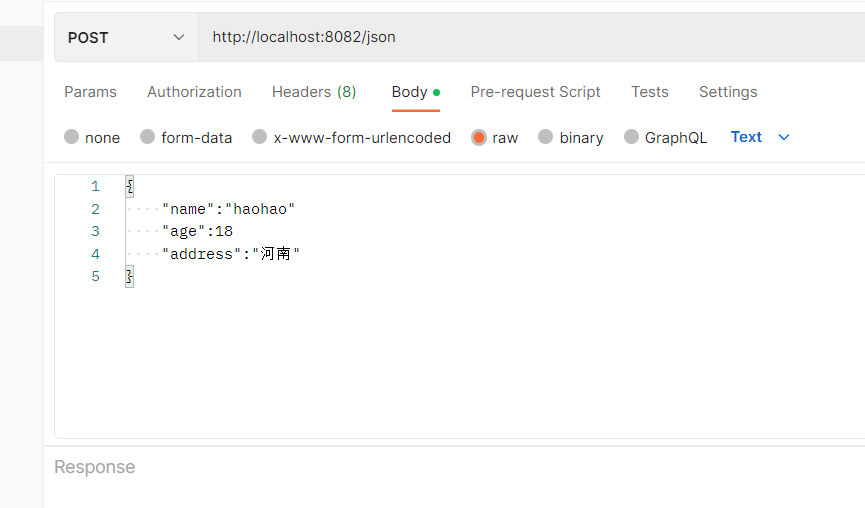 POST http://localhost:8082/json
Params Authorization Headers (8) Body Pre-request Script Tests Settings
none form-data x-www-form-urlencoded raw binary GraphQL Text
1 {
2 "name":"haohao"
3 "age":18
4 "address":"河南"
5 }
Response